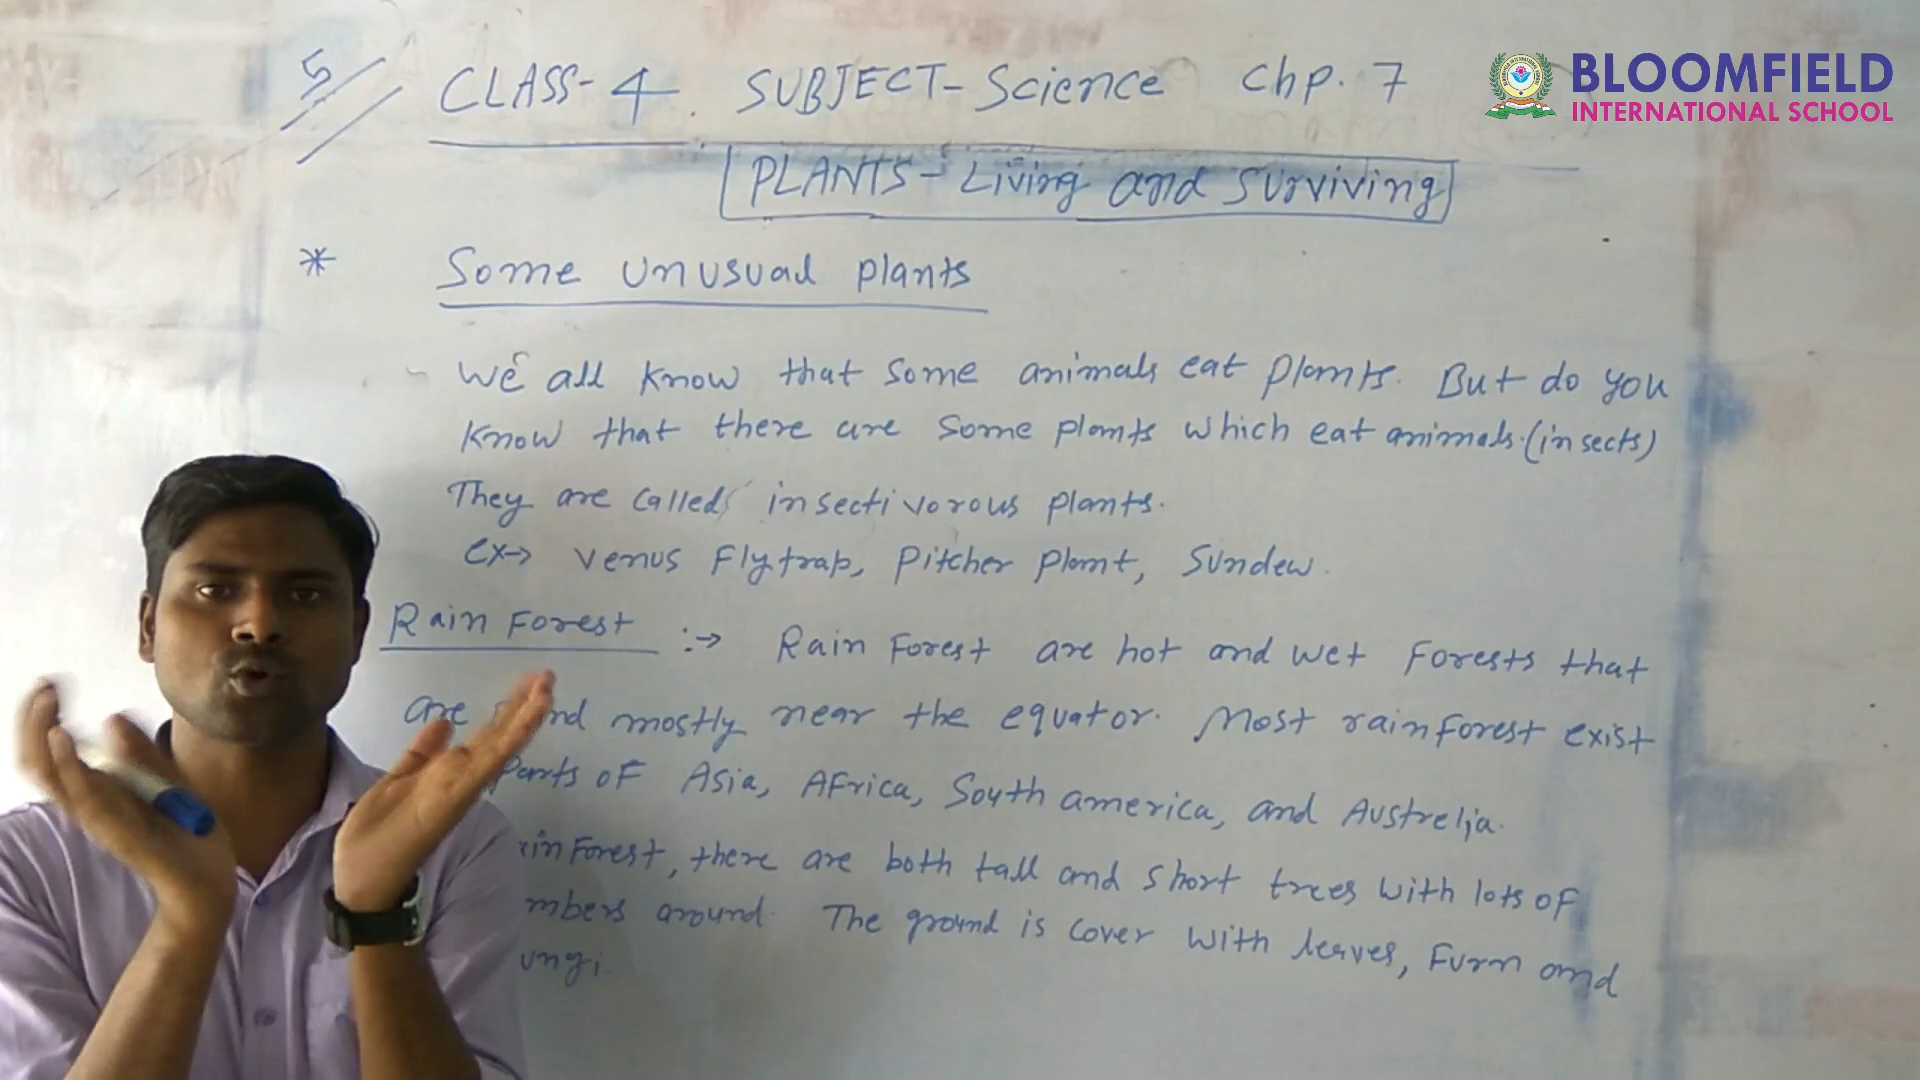 5
CLASS-4. SUBJECT-Science Chp. 7
BLOOMFIELD
INTERNATIONAL SCHOOL
PLANTS- Living and Surviving
* Some unusual plants
- We all know that some animals eat plants. But do you
know that there are some plants which eat animals.(insects)
They are called insectivorous plants.
ex→ Venus Flytrap, Pitcher plant, Sundew.
Rain Forest :→ Rain Forest are hot and wet forests that
are mostly near the equator. Most rainforest exist
parts of Asia, Africa, South america, and Australia.
there are both tall and short trees with lots of
around. The ground is cover with leaves, Furn and